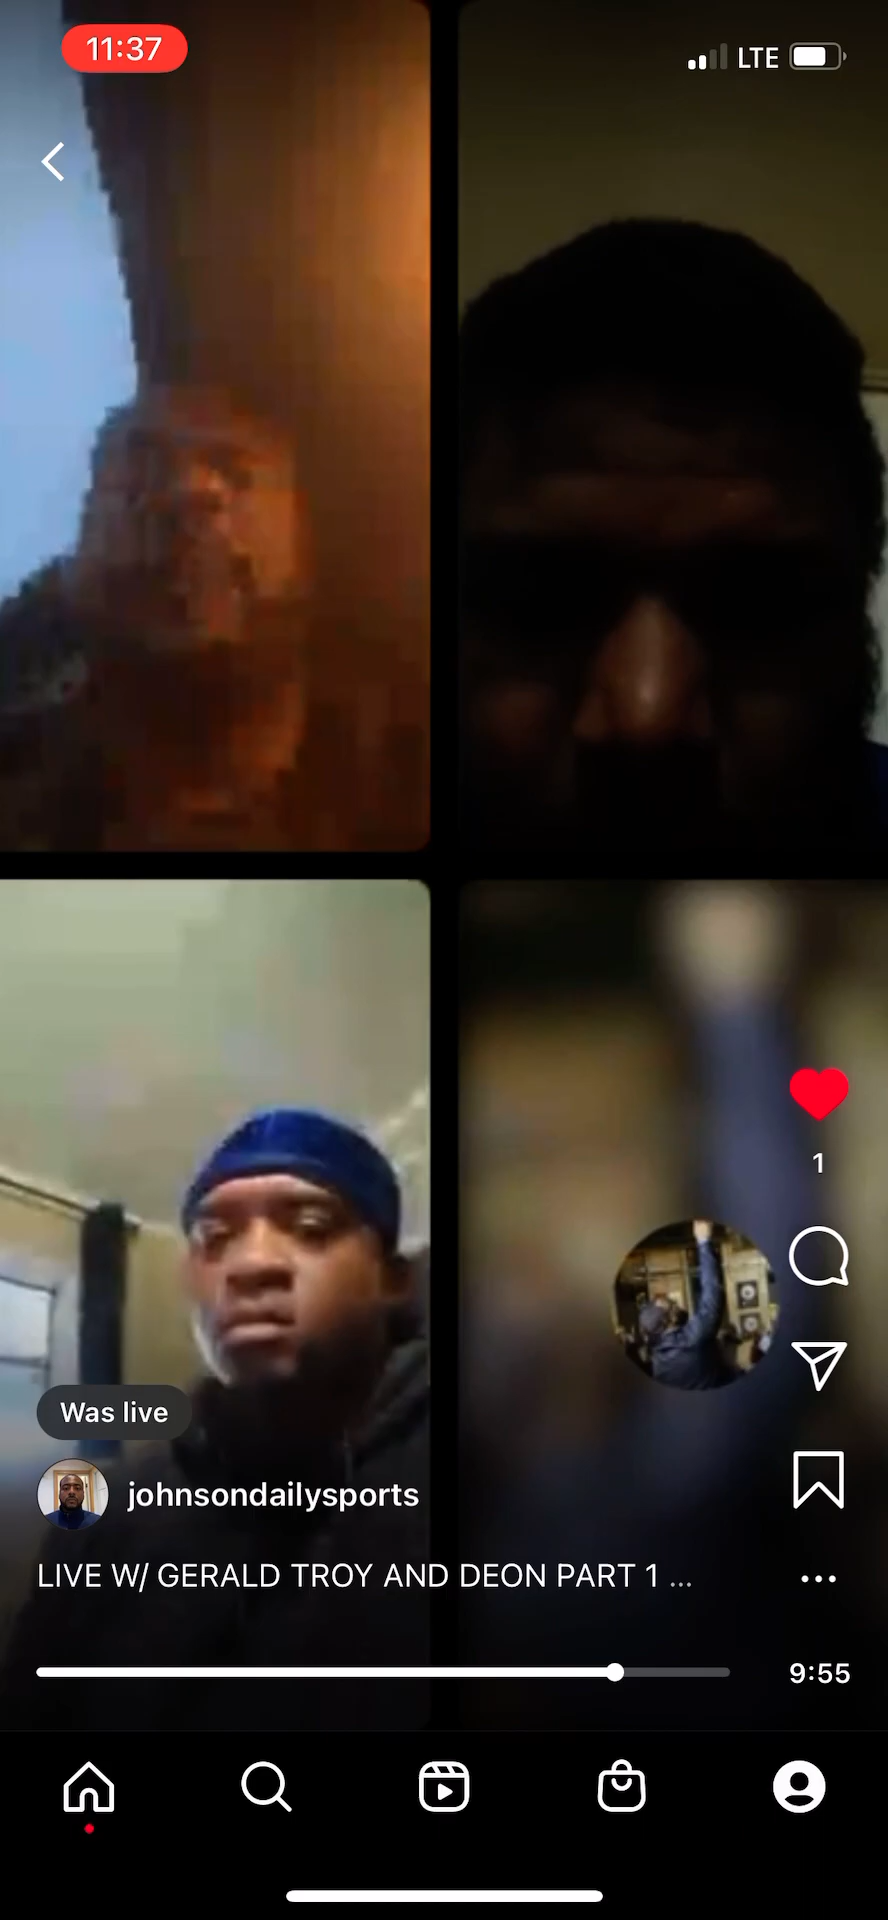 11:37
LTE
1
Was live
johnsondailysports
LIVE W/ GERALD TROY AND DEON PART 1 ...
9:55